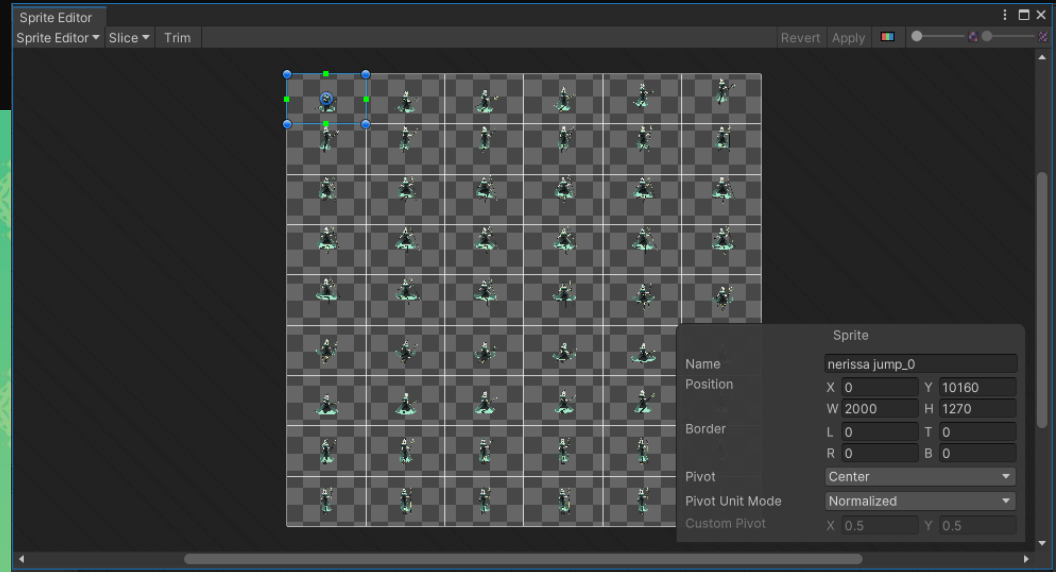 Sprite Editor
Sprite Editor Slice Trim Revert Apply
Sprite
Name nerissa jump_0
Position X 0 Y 10160
W 2000 H 1270
Border L 0 T 0
R 0 B 0
Pivot Center
Pivot Unit Mode Normalized
Custom Pivot X 0.5 Y 0.5